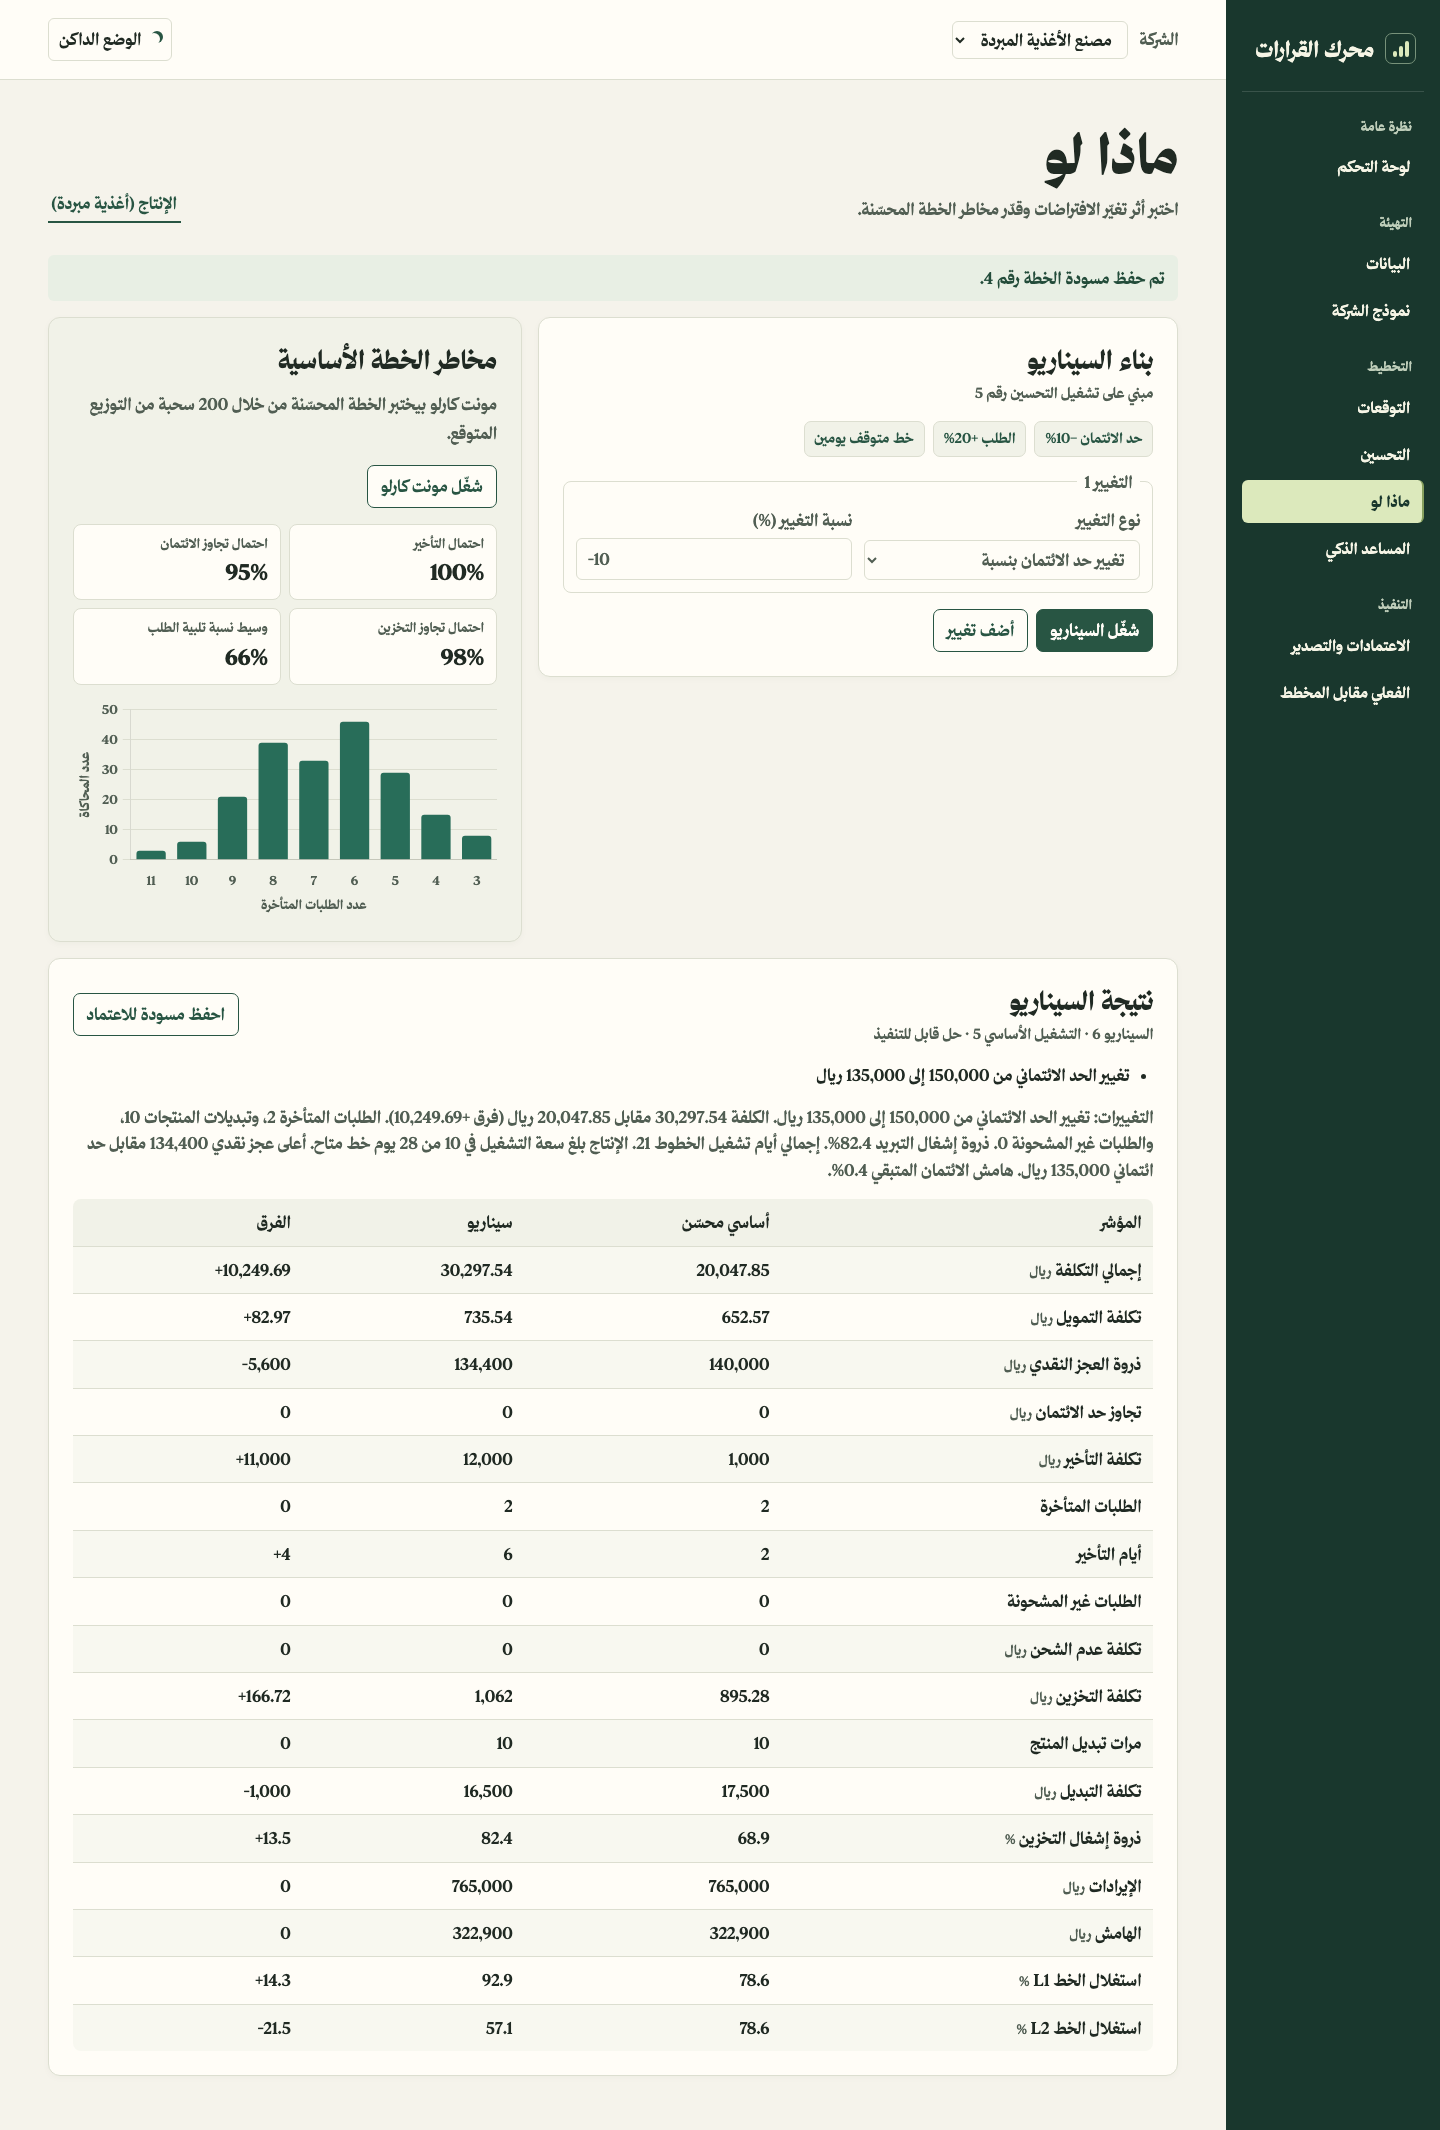 محرك القرارات
نظرة عامة
لوحة التحكم
التهيئة
البيانات
نموذج الشركة
التخطيط
التوقعات
التحسين
ماذا لو
المساعد الذكي
التنفيذ
الاعتمادات والتصدير
الفعلي مقابل المخطط
الشركة
مصنع الأغذية المبردة
الوضع الداكن
ماذا لو
اختبر أثر تغيّر الافتراضات وقدّر مخاطر الخطة المحسّنة.
الإنتاج (أغذية مبردة)
تم حفظ مسودة الخطة رقم 4.
بناء السيناريو
مبني على تشغيل التحسين رقم 5
حد الائتمان −10% الطلب +20% خط متوقف يومين
التغيير 1
نوع التغيير نسبة التغيير (%)
تغيير حد الائتمان بنسبة -10
شغّل السيناريو أضف تغيير
مخاطر الخطة الأساسية
مونت كارلو بيختبر الخطة المحسّنة من خلال 200 سحبة من التوزيع
المتوقع.
شغّل مونت كارلو
احتمال التأخير احتمال تجاوز الائتمان
100% 95%
احتمال تجاوز التخزين وسيط نسبة تلبية الطلب
98% 66%
عدد المحاكاة
50
40
30
20
10
0
3 4 5 6 7 8 9 10 11
عدد الطلبات المتأخرة
نتيجة السيناريو
احفظ مسودة للاعتماد
السيناريو 6 · التشغيل الأساسي 5 · حل قابل للتنفيذ
• تغيير الحد الائتماني من 150,000 إلى 135,000 ريال
التغييرات: تغيير الحد الائتماني من 150,000 إلى 135,000 ريال. الكلفة 30,297.54 مقابل 20,047.85 ريال (فرق +10,249.69). الطلبات المتأخرة 2، وتبديلات المنتجات 10،
والطلبات غير المشحونة 0. ذروة إشغال التبريد 82.4%. إجمالي أيام تشغيل الخطوط 21. الإنتاج بلغ سعة التشغيل في 10 من 28 يوم خط متاح. أعلى عجز نقدي 134,400 مقابل حد
ائتماني 135,000 ريال. هامش الائتمان المتبقي 0.4%.
المؤشر أساسي محسّن سيناريو الفرق
إجمالي التكلفة ريال 20,047.85 30,297.54 +10,249.69
تكلفة التمويل ريال 652.57 735.54 +82.97
ذروة العجز النقدي ريال 140,000 134,400 -5,600
تجاوز حد الائتمان ريال 0 0 0
تكلفة التأخير ريال 1,000 12,000 +11,000
الطلبات المتأخرة 2 2 0
أيام التأخير 2 6 +4
الطلبات غير المشحونة 0 0 0
تكلفة عدم الشحن ريال 0 0 0
تكلفة التخزين ريال 895.28 1,062 +166.72
مرات تبديل المنتج 10 10 0
تكلفة التبديل ريال 17,500 16,500 -1,000
ذروة إشغال التخزين % 68.9 82.4 +13.5
الإيرادات ريال 765,000 765,000 0
الهامش ريال 322,900 322,900 0
استغلال الخط L1 % 78.6 92.9 +14.3
استغلال الخط L2 % 78.6 57.1 -21.5